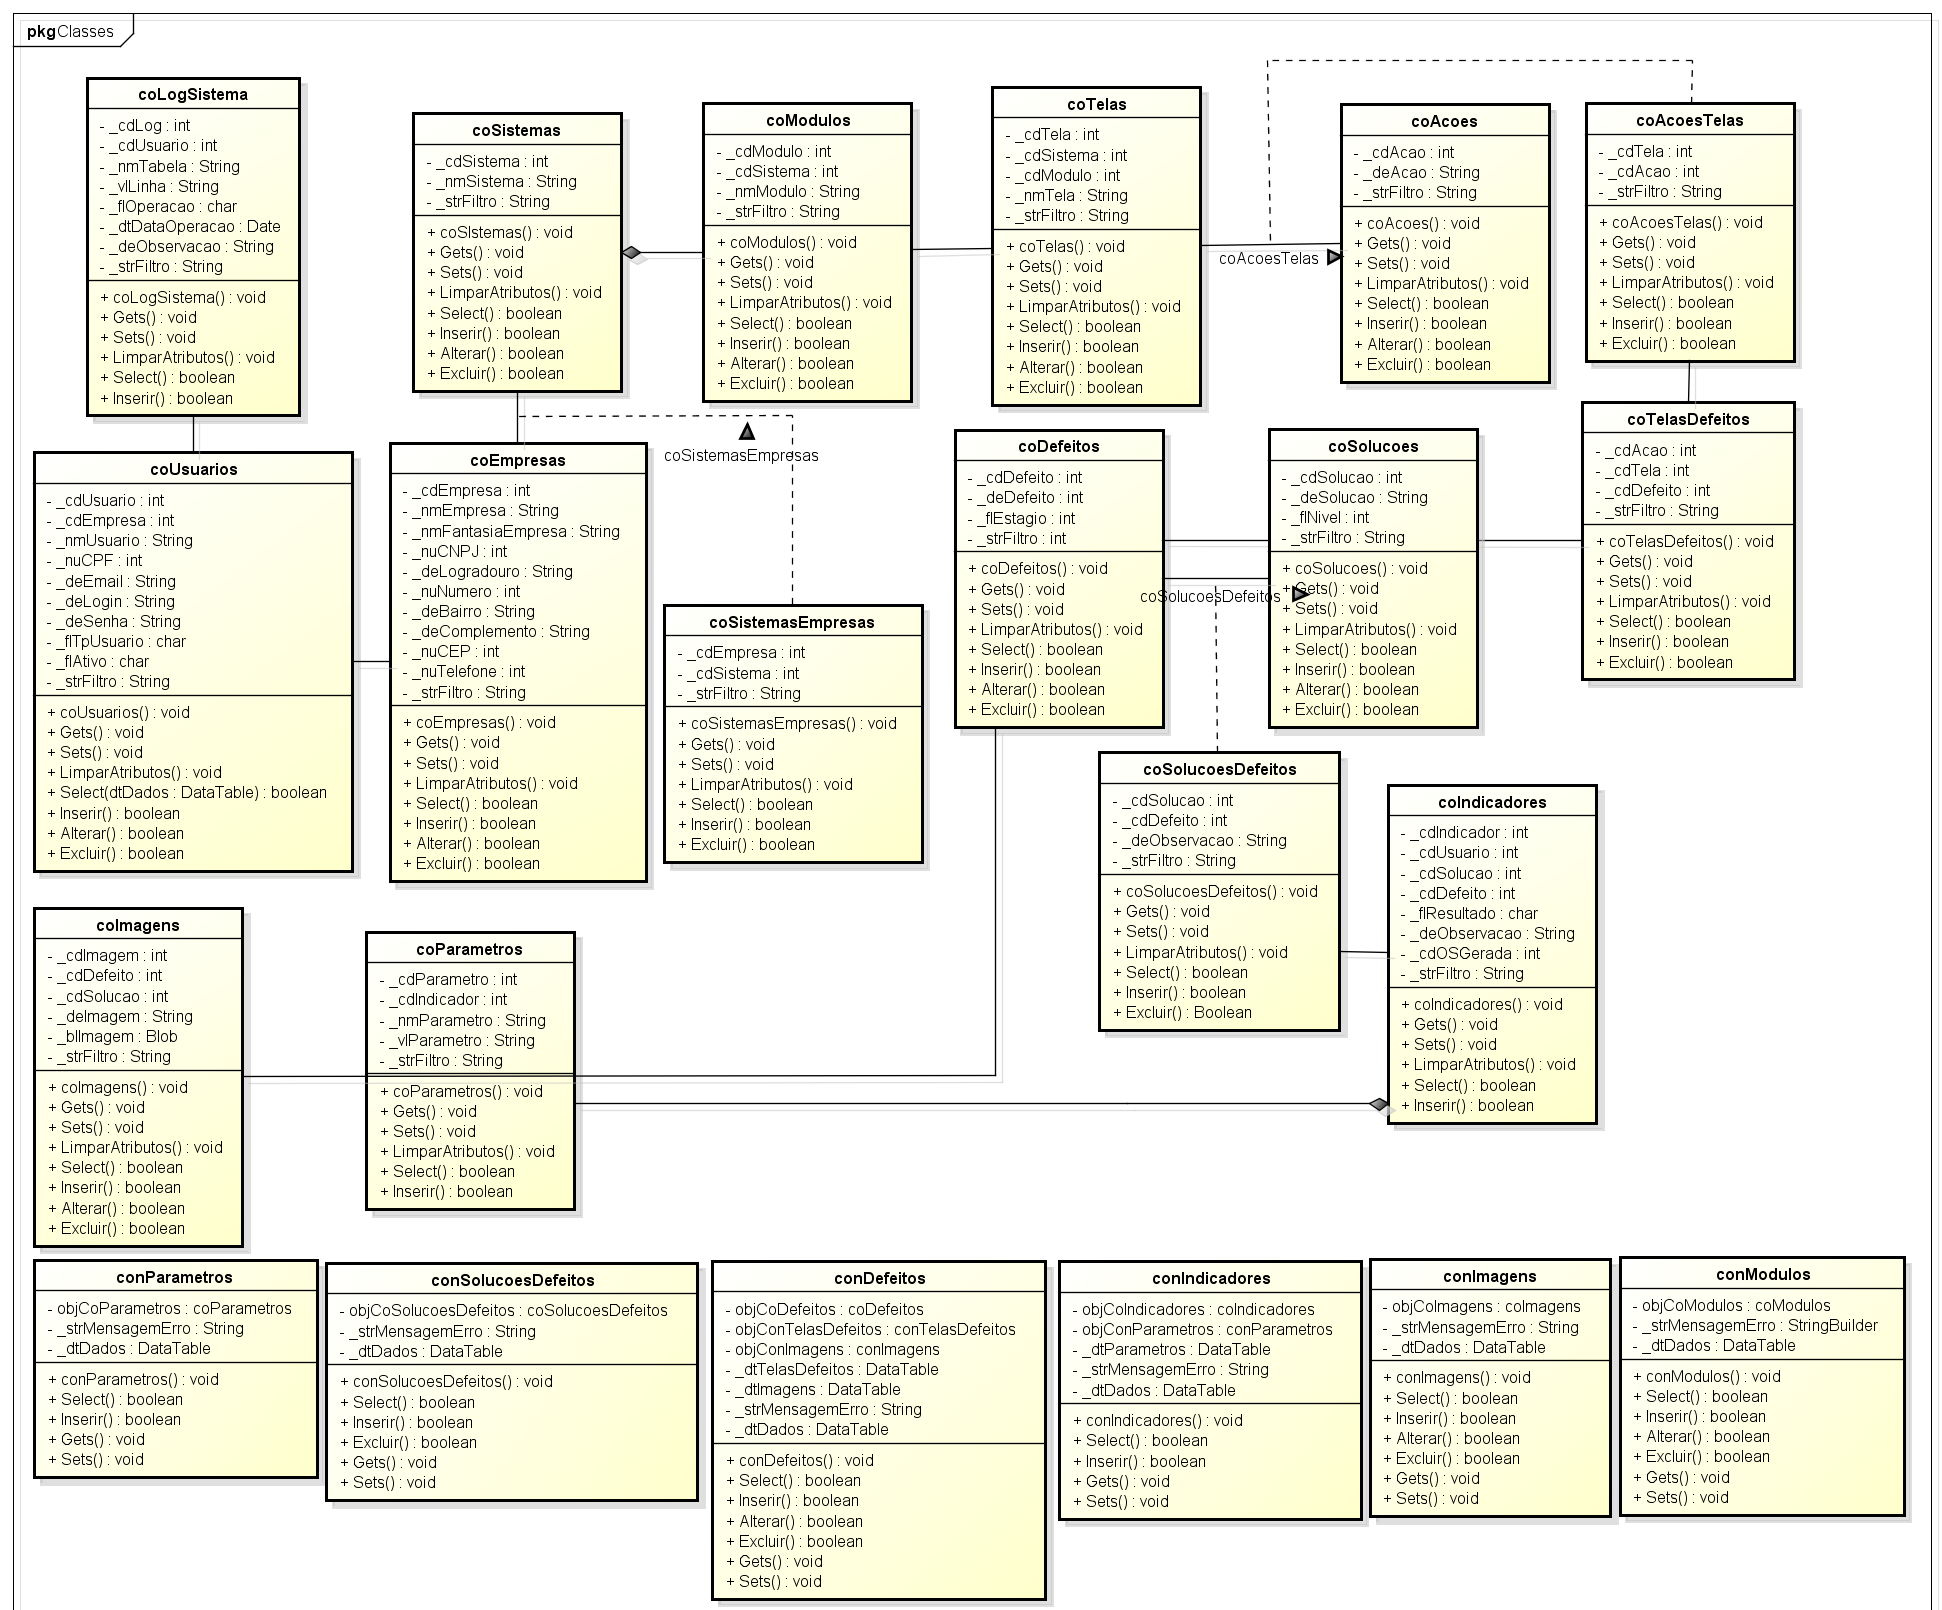 pkgClasses
coLogSistema
- _cdLog : int
- _cdUsuario : int
- _nmTabela : String
- _vlLinha : String
- _flOperacao : char
- _dtDataOperacao : Date
- _deObservacao : String
- _strFiltro : String
+ coLogSistema() : void
+ Gets() : void
+ Sets() : void
+ LimparAtributos() : void
+ Select() : boolean
+ Inserir() : boolean
coSistemas
- _cdSistema : int
- _nmSistema : String
- _strFiltro : String
+ coSIstemas() : void
+ Gets() : void
+ Sets() : void
+ LimparAtributos() : void
+ Select() : boolean
+ Inserir() : boolean
+ Alterar() : boolean
+ Excluir() : boolean
coModulos
- _cdModulo : int
- _cdSistema : int
- _nmModulo : String
- _strFiltro : String
+ coModulos() : void
+ Gets() : void
+ Sets() : void
+ LimparAtributos() : void
+ Select() : boolean
+ Inserir() : boolean
+ Alterar() : boolean
+ Excluir() : boolean
coTelas
- _cdTela : int
- _cdSistema : int
- _cdModulo : int
- _nmTela : String
- _strFiltro : String
+ coTelas() : void
+ Gets() : void
+ Sets() : void
+ LimparAtributos() : void
+ Select() : boolean
+ Inserir() : boolean
+ Alterar() : boolean
+ Excluir() : boolean
coAcoesTelas
coAcoes
- _cdAcao : int
- _deAcao : String
- _strFiltro : String
+ coAcoes() : void
+ Gets() : void
+ Sets() : void
+ LimparAtributos() : void
+ Select() : boolean
+ Inserir() : boolean
+ Alterar() : boolean
+ Excluir() : boolean
coAcoesTelas
- _cdTela : int
- _cdAcao : int
- _strFiltro : String
+ coAcoesTelas() : void
+ Gets() : void
+ Sets() : void
+ LimparAtributos() : void
+ Select() : boolean
+ Inserir() : boolean
+ Excluir() : boolean
coUsuarios
- _cdUsuario : int
- _cdEmpresa : int
- _nmUsuario : String
- _nuCPF : int
- _deEmail : String
- _deLogin : String
- _deSenha : String
- _flTpUsuario : char
- _flAtivo : char
- _strFiltro : String
+ coUsuarios() : void
+ Gets() : void
+ Sets() : void
+ LimparAtributos() : void
+ Select(dtDados : DataTable) : boolean
+ Inserir() : boolean
+ Alterar() : boolean
+ Excluir() : boolean
coEmpresas
- _cdEmpresa : int
- _nmEmpresa : String
- _nmFantasiaEmpresa : String
- _nuCNPJ : int
- _deLogradouro : String
- _nuNumero : int
- _deBairro : String
- _deComplemento : String
- _nuCEP : int
- _nuTelefone : int
- _strFiltro : String
+ coEmpresas() : void
+ Gets() : void
+ Sets() : void
+ LimparAtributos() : void
+ Select() : boolean
+ Inserir() : boolean
+ Alterar() : boolean
+ Excluir() : boolean
coSistemasEmpresas
coSistemasEmpresas
- _cdEmpresa : int
- _cdSistema : int
- _strFiltro : String
+ coSistemasEmpresas() : void
+ Gets() : void
+ Sets() : void
+ LimparAtributos() : void
+ Select() : boolean
+ Inserir() : boolean
+ Excluir() : boolean
coDefeitos
- _cdDefeito : int
- _deDefeito : int
- _flEstagio : int
- _strFiltro : int
+ coDefeitos() : void
+ Gets() : void
+ Sets() : void
+ LimparAtributos() : void
+ Select() : boolean
+ Inserir() : boolean
+ Alterar() : boolean
+ Excluir() : boolean
coSolucoesDefeitos
coSolucoes
- _cdSolucao : int
- _deSolucao : String
- _flNivel : int
- _strFiltro : String
+ coSolucoes() : void
+ Gets() : void
+ Sets() : void
+ LimparAtributos() : void
+ Select() : boolean
+ Inserir() : boolean
+ Alterar() : boolean
+ Excluir() : boolean
coTelasDefeitos
- _cdAcao : int
- _cdTela : int
- _cdDefeito : int
- _strFiltro : String
+ coTelasDefeitos() : void
+ Gets() : void
+ Sets() : void
+ LimparAtributos() : void
+ Select() : boolean
+ Inserir() : boolean
+ Excluir() : boolean
coSolucoesDefeitos
- _cdSolucao : int
- _cdDefeito : int
- _deObservacao : String
- _strFiltro : String
+ coSolucoesDefeitos() : void
+ Gets() : void
+ Sets() : void
+ LimparAtributos() : void
+ Select() : boolean
+ Inserir() : boolean
+ Excluir() : Boolean
coIndicadores
- _cdIndicador : int
- _cdUsuario : int
- _cdSolucao : int
- _cdDefeito : int
- _flResultado : char
- _deObservacao : String
- _cdOSGerada : int
- _strFiltro : String
+ coIndicadores() : void
+ Gets() : void
+ Sets() : void
+ LimparAtributos() : void
+ Select() : boolean
+ Inserir() : boolean
coImagens
- _cdImagem : int
- _cdDefeito : int
- _cdSolucao : int
- _deImagem : String
- _blImagem : Blob
- _strFiltro : String
+ coImagens() : void
+ Gets() : void
+ Sets() : void
+ LimparAtributos() : void
+ Select() : boolean
+ Inserir() : boolean
+ Alterar() : boolean
+ Excluir() : boolean
coParametros
- _cdParametro : int
- _cdIndicador : int
- _nmParametro : String
- _vlParametro : String
- _strFiltro : String
+ coParametros() : void
+ Gets() : void
+ Sets() : void
+ LimparAtributos() : void
+ Select() : boolean
+ Inserir() : boolean
conParametros
- objCoParametros : coParametros
- _strMensagemErro : String
- _dtDados : DataTable
+ conParametros() : void
+ Select() : boolean
+ Inserir() : boolean
+ Gets() : void
+ Sets() : void
conSolucoesDefeitos
- objCoSolucoesDefeitos : coSolucoesDefeitos
- _strMensagemErro : String
- _dtDados : DataTable
+ conSolucoesDefeitos() : void
+ Select() : boolean
+ Inserir() : boolean
+ Excluir() : boolean
+ Gets() : void
+ Sets() : void
conDefeitos
- objCoDefeitos : coDefeitos
- objConTelasDefeitos : conTelasDefeitos
- objConImagens : conImagens
- _dtTelasDefeitos : DataTable
- _dtImagens : DataTable
- _strMensagemErro : String
- _dtDados : DataTable
+ conDefeitos() : void
+ Select() : boolean
+ Inserir() : boolean
+ Alterar() : boolean
+ Excluir() : boolean
+ Gets() : void
+ Sets() : void
conIndicadores
- objCoIndicadores : coIndicadores
- objConParametros : conParametros
- _dtParametros : DataTable
- _strMensagemErro : String
- _dtDados : DataTable
+ conIndicadores() : void
+ Select() : boolean
+ Inserir() : boolean
+ Gets() : void
+ Sets() : void
conImagens
- objCoImagens : coImagens
- _strMensagemErro : String
- _dtDados : DataTable
+ conImagens() : void
+ Select() : boolean
+ Inserir() : boolean
+ Alterar() : boolean
+ Excluir() : boolean
+ Gets() : void
+ Sets() : void
conModulos
- objCoModulos : coModulos
- _strMensagemErro : StringBuilder
- _dtDados : DataTable
+ conModulos() : void
+ Select() : boolean
+ Inserir() : boolean
+ Alterar() : boolean
+ Excluir() : boolean
+ Gets() : void
+ Sets() : void